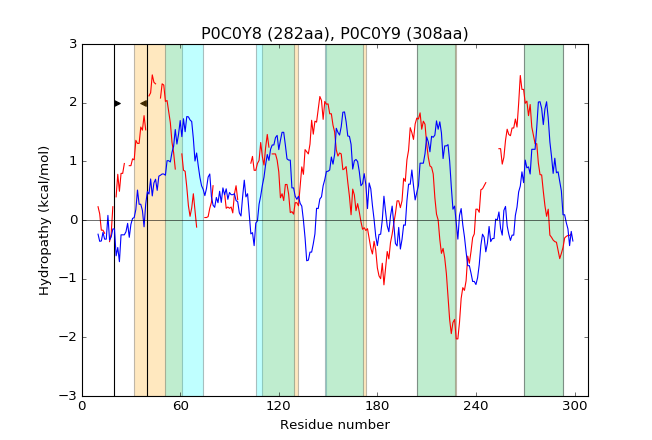 P0C0Y8 (282aa), P0C0Y9 (308aa)
3
2
1
0
−1
−2
−3
Hydropathy (kcal/mol)
0 60 120 180 240 300
Residue number